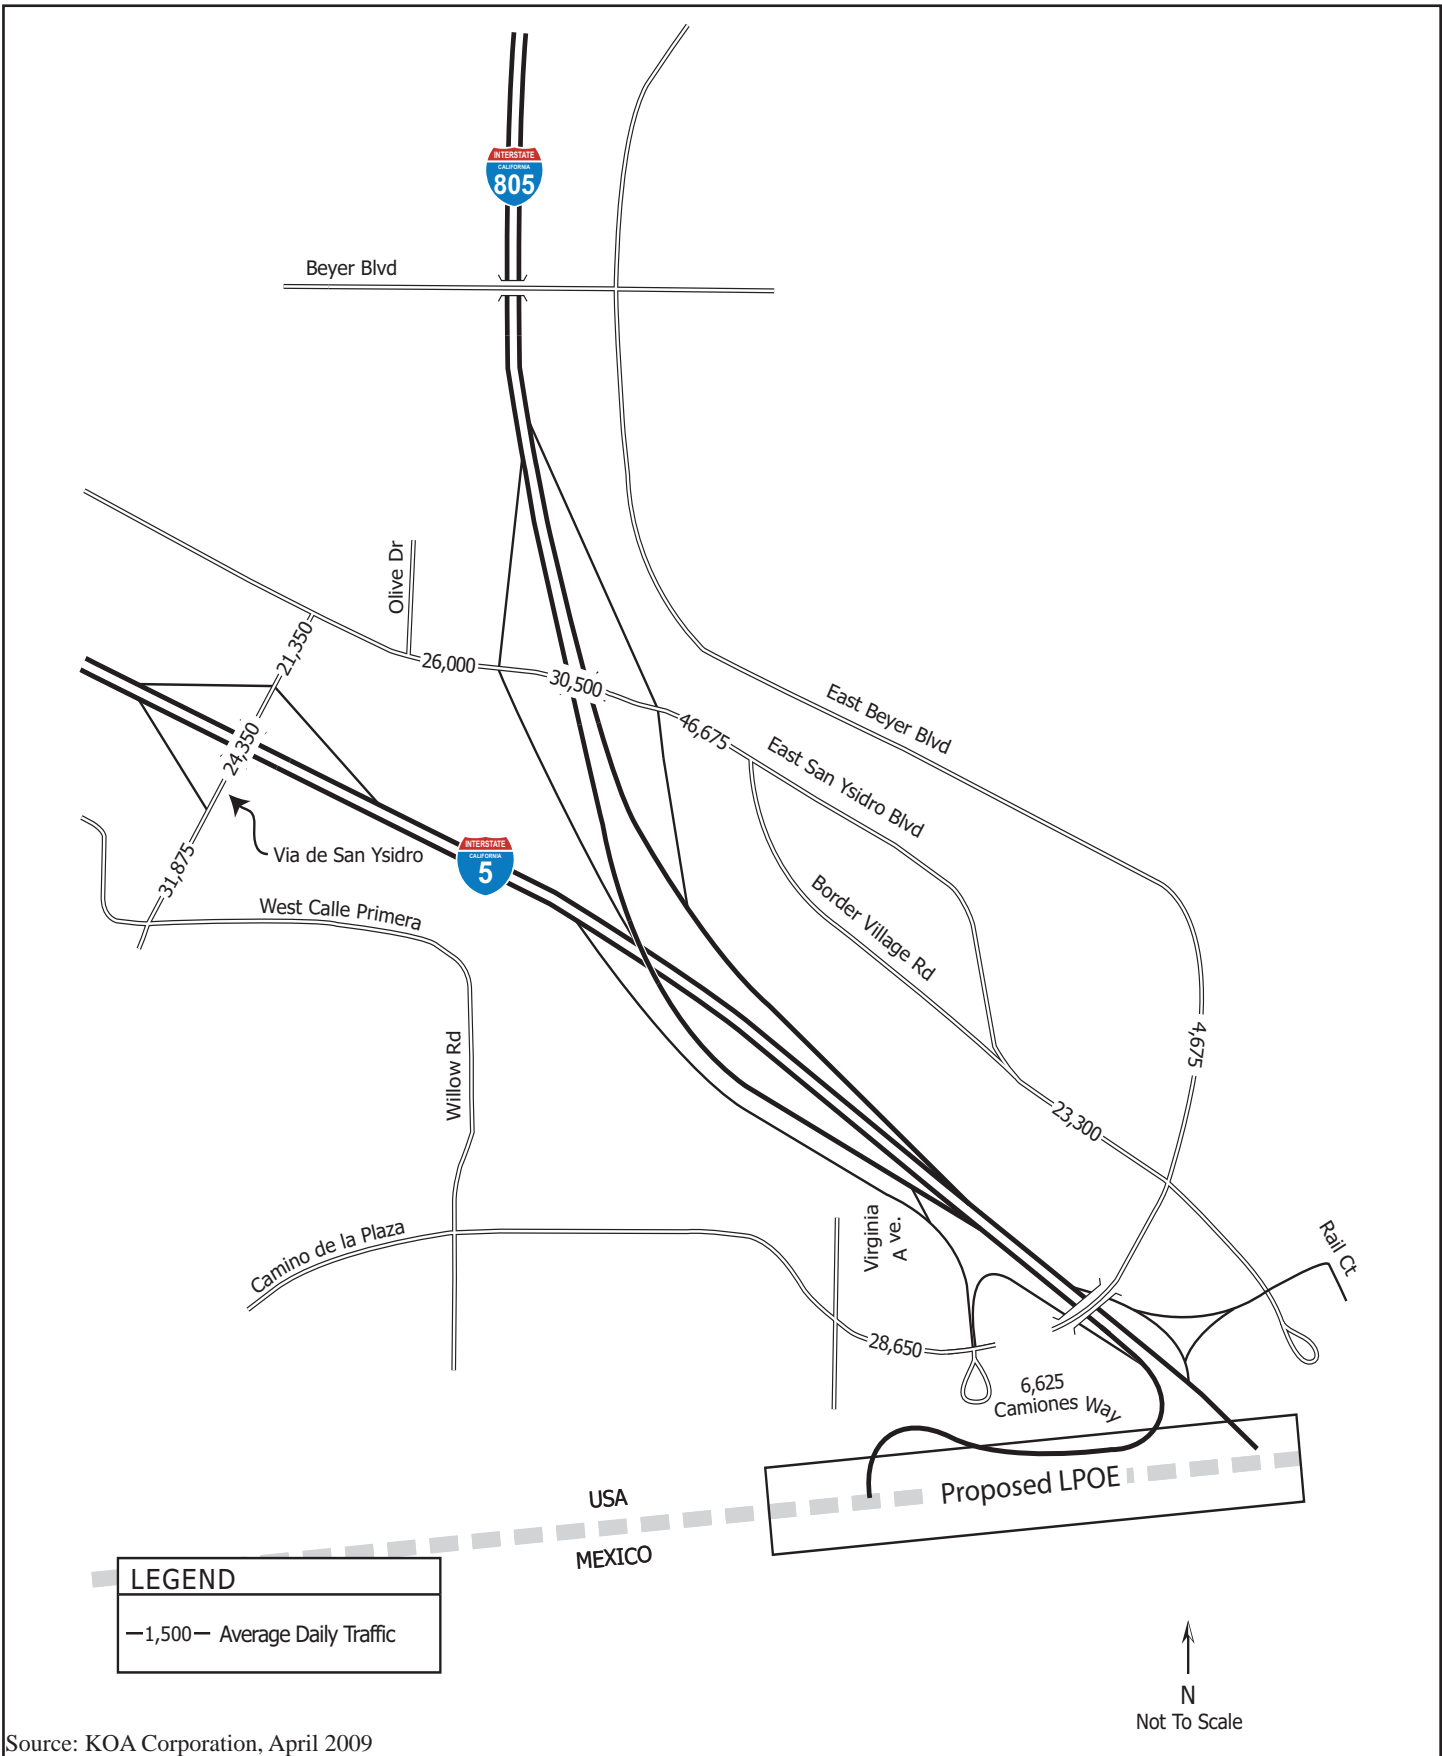 INTERSTATE
CALIFORNIA
805
Beyer Blvd
Olive Dr
21,350
26,000
30,500
46,675
East Beyer Blvd
East San Ysidro Blvd
24,350
Via de San Ysidro
INTERSTATE
CALIFORNIA
5
31,875
West Calle Primera
Border Village Rd
Willow Rd
4,675
23,300
Virginia
A ve.
Camino de la Plaza
Rail Ct
28,650
6,625
Camiones Way
Proposed LPOE
USA
MEXICO
LEGEND
1,500 Average Daily Traffic
N
Not To Scale
Source: KOA Corporation, April 2009